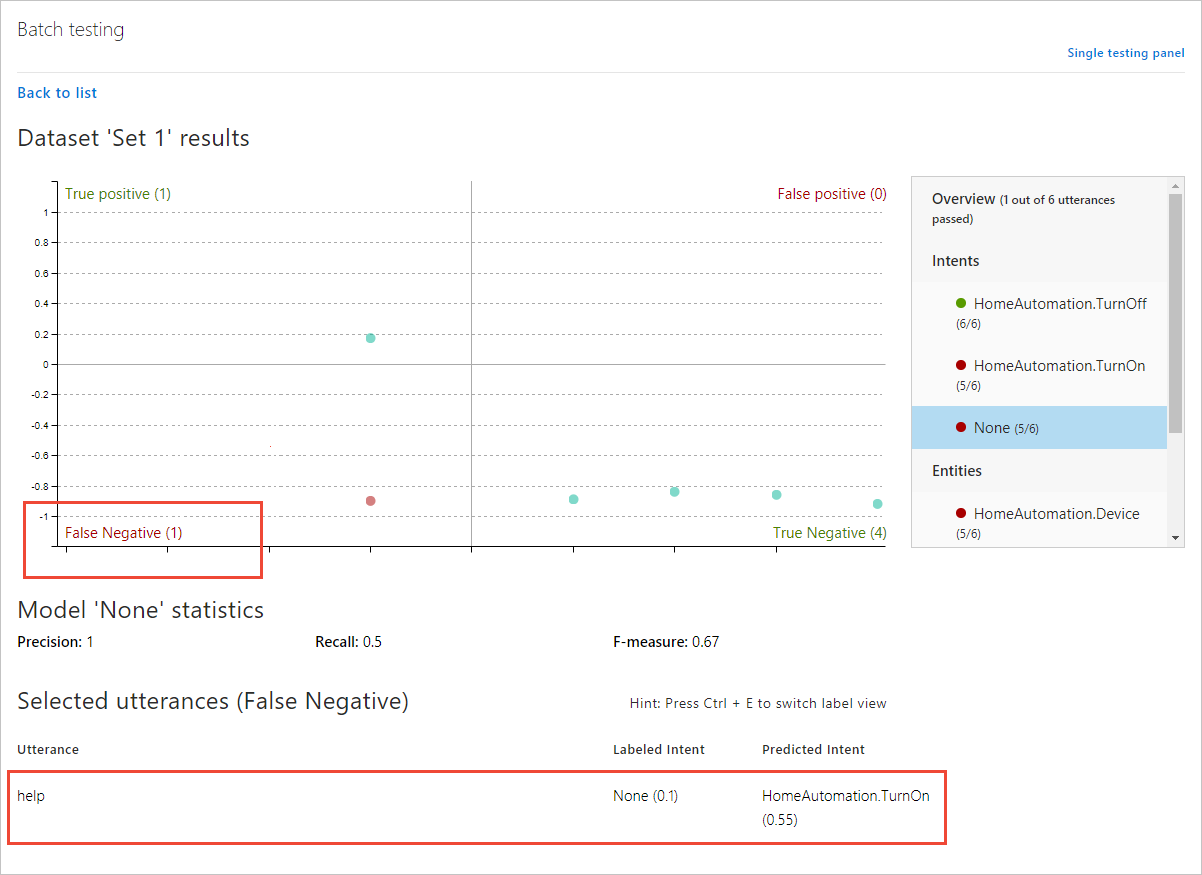 Batch testing
Single testing panel
Back to list
Dataset 'Set 1' results
True positive (1)
False positive (0)
1
0.8
0.6
0.4
0.2
0
-0.2
-0.4
-0.6
-0.8
-1
False Negative (1)
True Negative (4)
Overview (1 out of 6 utterances
passed)
Intents
HomeAutomation.TurnOff
(6/6)
HomeAutomation.TurnOn
(5/6)
None (5/6)
Entities
HomeAutomation.Device
(5/6)
Model 'None' statistics
Precision: 1
Recall: 0.5
F-measure: 0.67
Selected utterances (False Negative)
Hint: Press Ctrl + E to switch label view
Utterance
Labeled Intent
Predicted Intent
help
None (0.1)
HomeAutomation.TurnOn
(0.55)